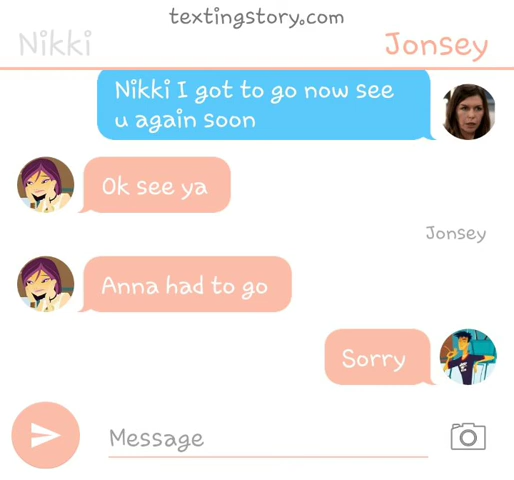 textingstory.com
Nikki
Jonsey
Nikki I got to go now see
u again soon
Ok see ya
Jonsey
Anna had to go
Sorry
Message